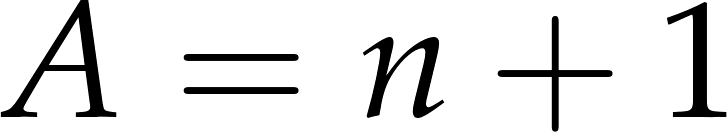 A = n + 1